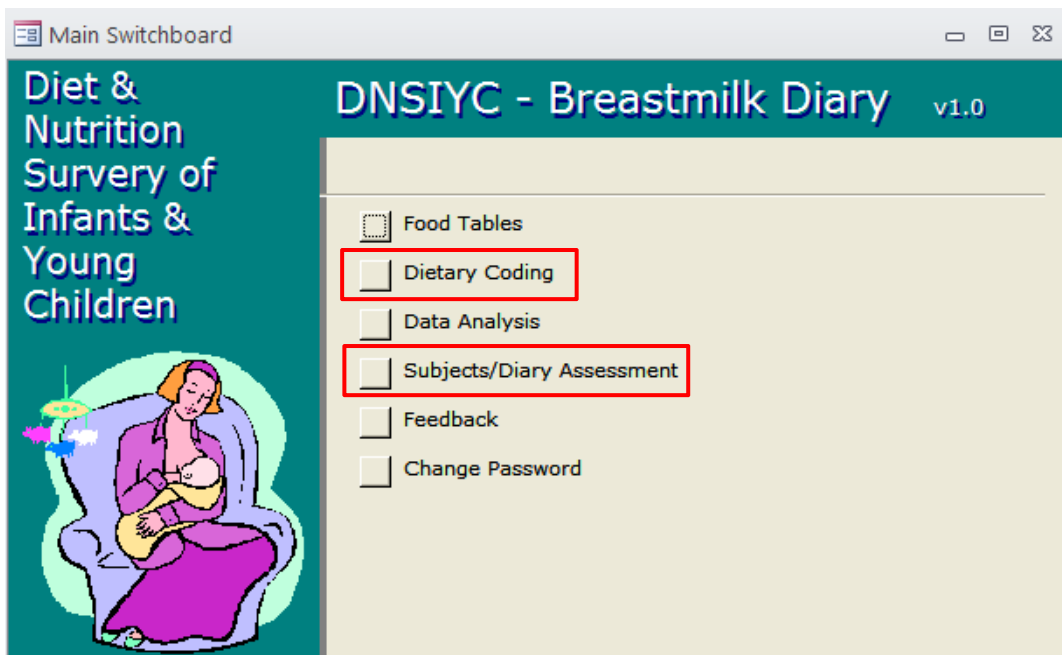 Main Switchboard
Diet &
Nutrition
Survery of
Infants &
Young
Children
DNSIYC - Breastmilk Diary v1.0
Food Tables
Dietary Coding
Data Analysis
Subjects/Diary Assessment
Feedback
Change Password